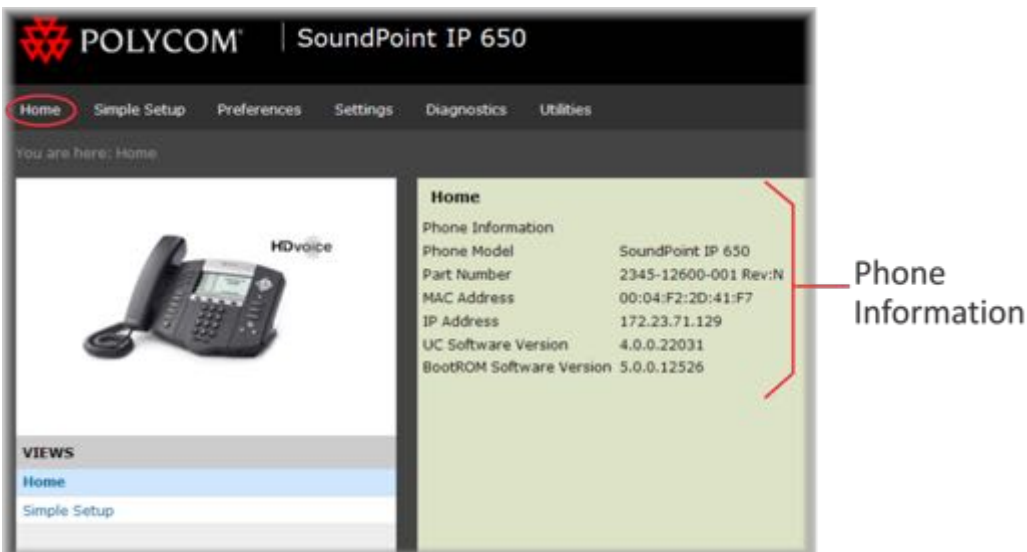 POLYCOM® | SoundPoint IP 650
Home Simple Setup Preferences Settings Diagnostics Utilities
You are here: Home
HDvoice
Home
Phone Information
Phone Model SoundPoint IP 650
Part Number 2345-12600-001 Rev:N
MAC Address 00:04:F2:2D:41:F7
IP Address 172.23.71.129
UC Software Version 4.0.0.22031
BootROM Software Version 5.0.0.12526
VIEWS
Home
Simple Setup
Phone
Information